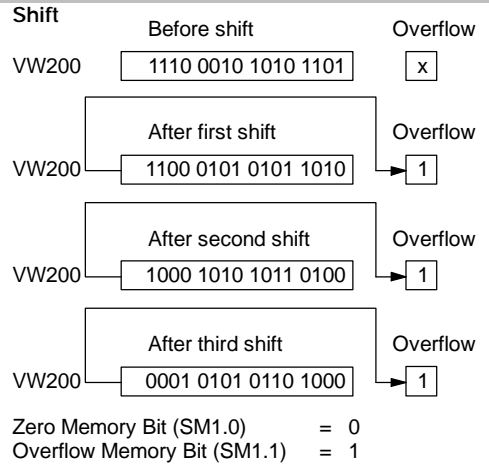 Shift
Before shift Overflow
VW200 1110 0010 1010 1101 x
After first shift Overflow
VW200 1100 0101 0101 1010 1
After second shift Overflow
VW200 1000 1010 1011 0100 1
After third shift Overflow
VW200 0001 0101 0110 1000 1
Zero Memory Bit (SM1.0) = 0
Overflow Memory Bit (SM1.1) = 1